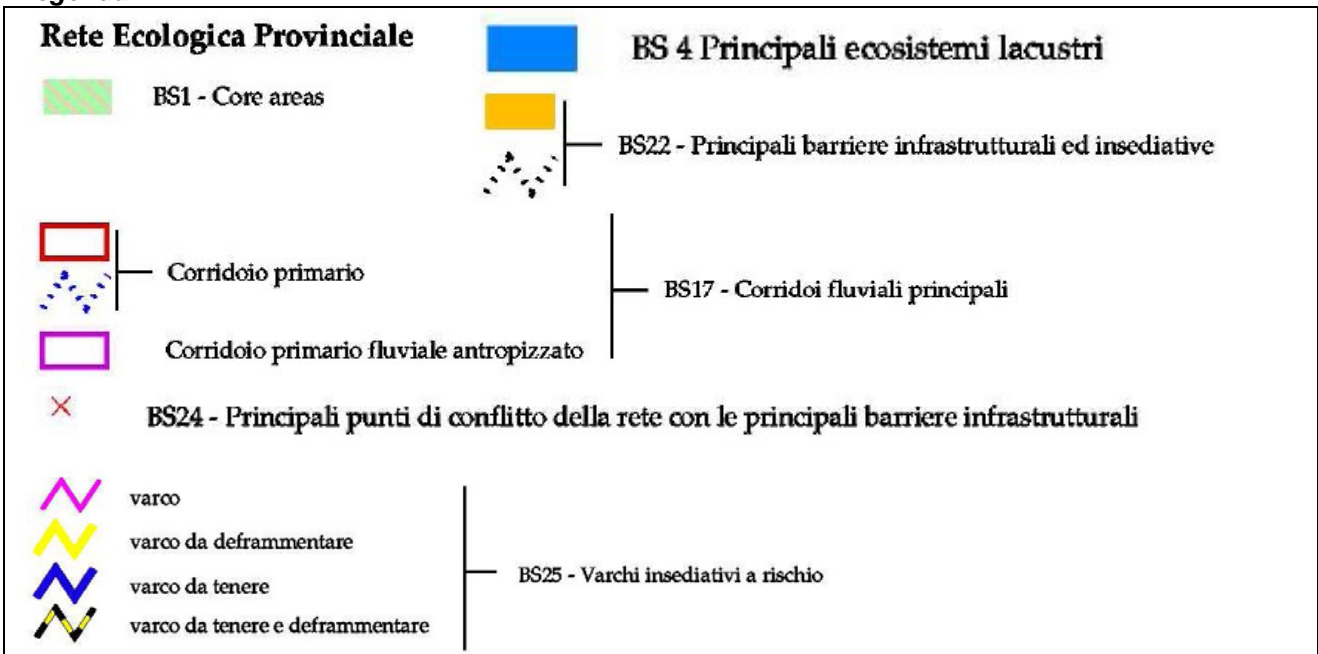 Rete Ecologica Provinciale
BS 4 Principali ecosistemi lacustri
BS1 - Core areas
BS22 - Principali barriere infrastrutturali ed insediative
Corridoio primario
BS17 - Corridoi fluviali principali
Corridoio primario fluviale antropizzato
BS24 - Principali punti di conflitto della rete con le principali barriere infrastrutturali
varco
varco da deframmentare
varco da tenere
varco da tenere e deframmentare
BS25 - Varchi insediativi a rischio